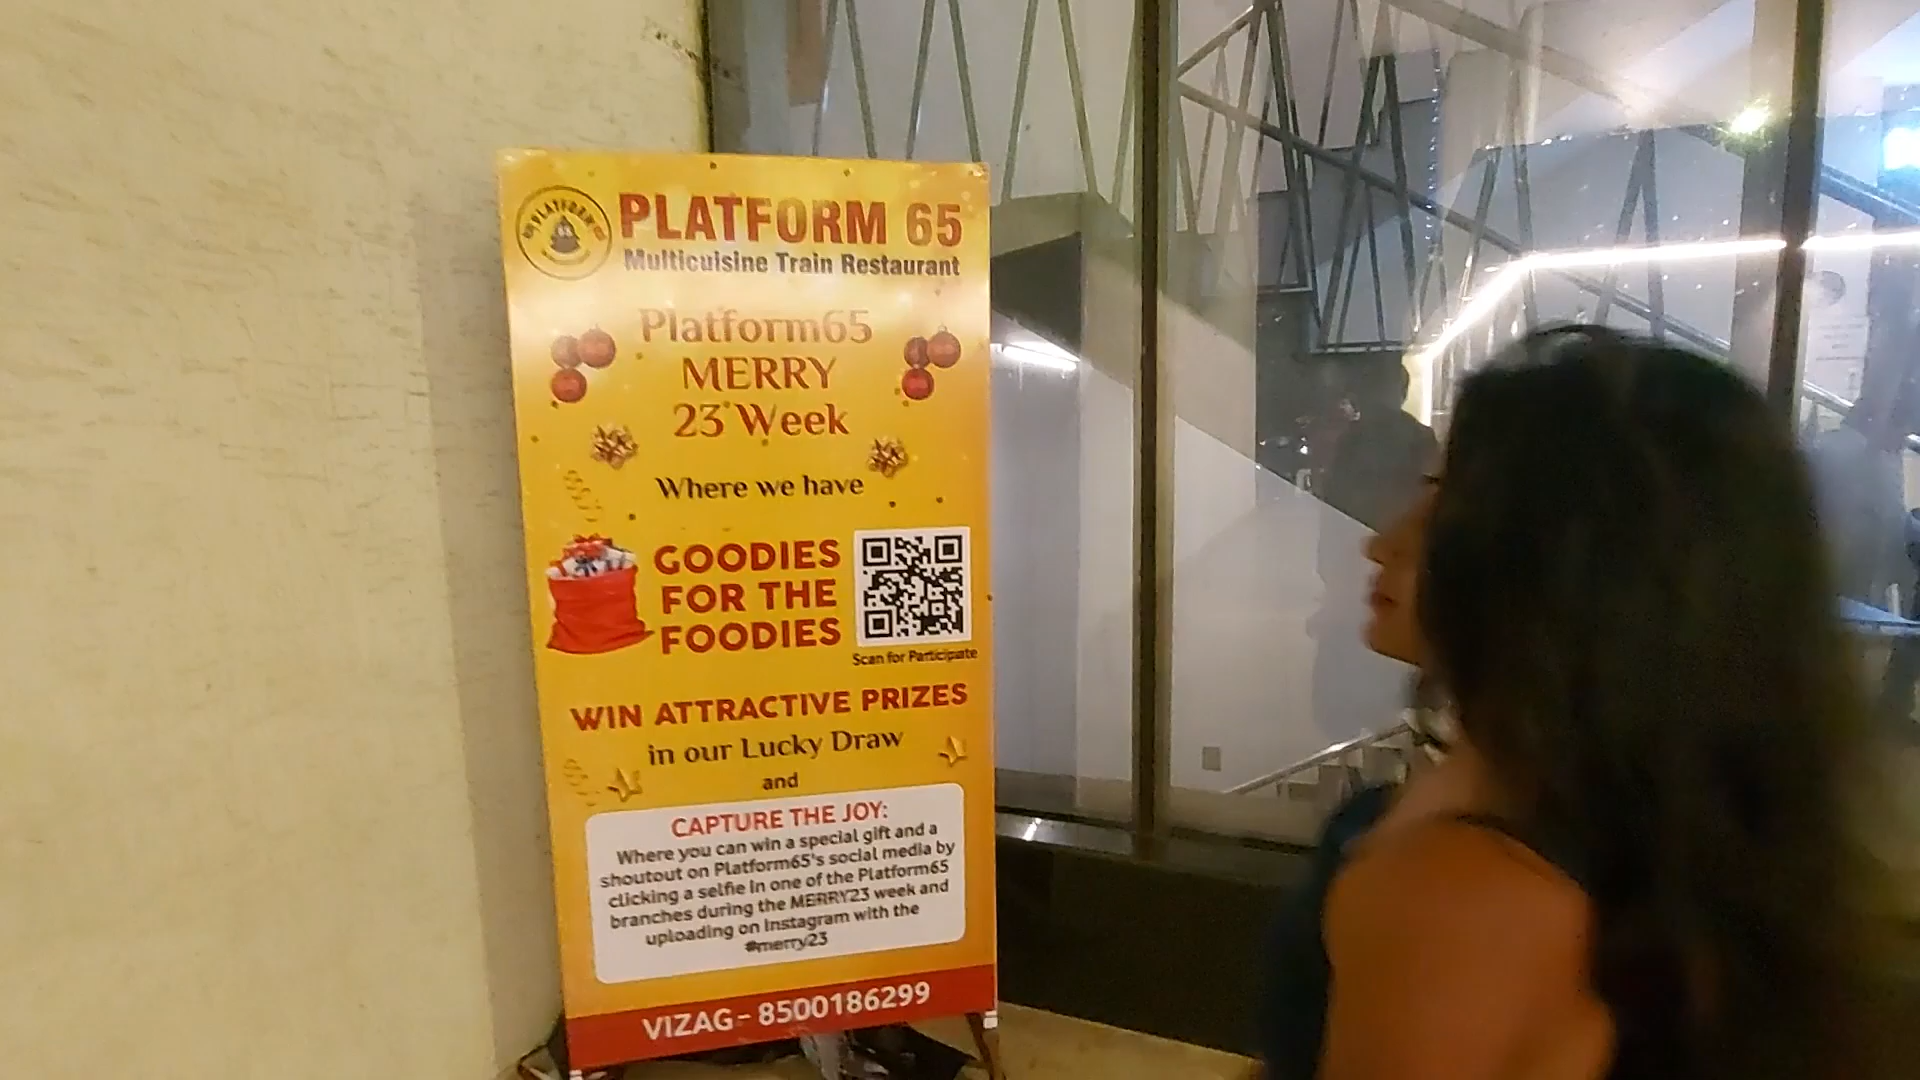 PLATFORM 65
PLATFORM 65
Multicuisine Train Restaurant
Platform65
MERRY
23 Week
Where we have
GOODIES
FOR THE
FOODIES
Scan for Participate
WIN ATTRACTIVE PRIZES
in our Lucky Draw
and
CAPTURE THE JOY:
Where you can win a special gift and a
shoutout on Platform65's social media by
clicking a selfie in one of the Platform65
branches during the MERRY23 week and
uploading on Instagram with the
#merry23
VIZAG - 8500186299